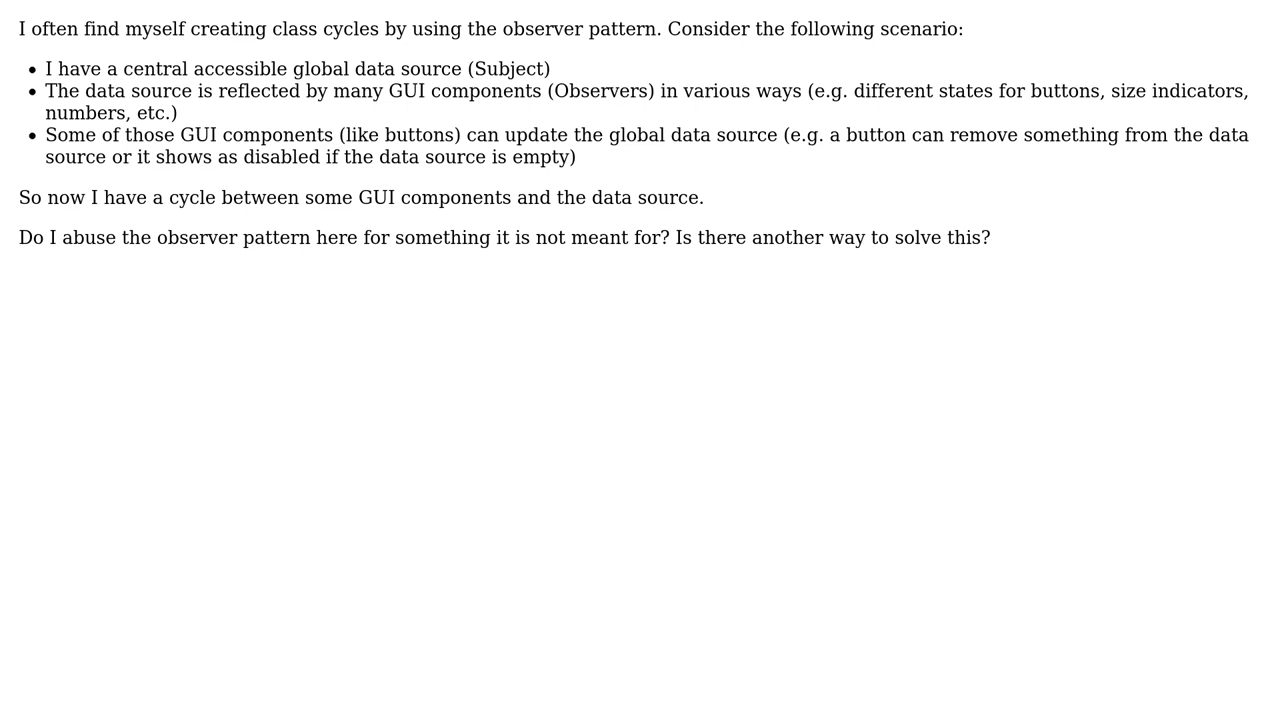 I often find myself creating class cycles by using the observer pattern. Consider the following scenario:
• I have a central accessible global data source (Subject)
• The data source is reflected by many GUI components (Observers) in various ways (e.g. different states for buttons, size indicators,
numbers, etc.)
• Some of those GUI components (like buttons) can update the global data source (e.g. a button can remove something from the data
source or it shows as disabled if the data source is empty)
So now I have a cycle between some GUI components and the data source.
Do I abuse the observer pattern here for something it is not meant for? Is there another way to solve this?